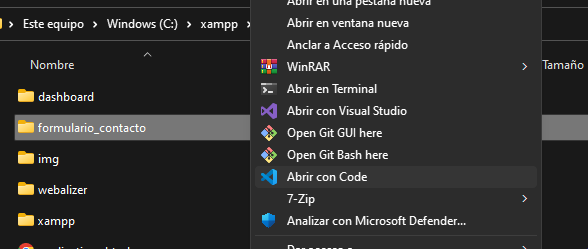 Abrir en una pestaña nueva
Este equipo > Windows (C:) > xampp >
Abrir en ventana nueva
Anclar a Acceso rápido
Nombre
Tamaño
WinRAR
Abrir en Terminal
dashboard
Abrir con Visual Studio
formulario_contacto
Open Git GUI here
img
Open Git Bash here
Abrir con Code
webalizer
7-Zip
xampp
Analizar con Microsoft Defender...